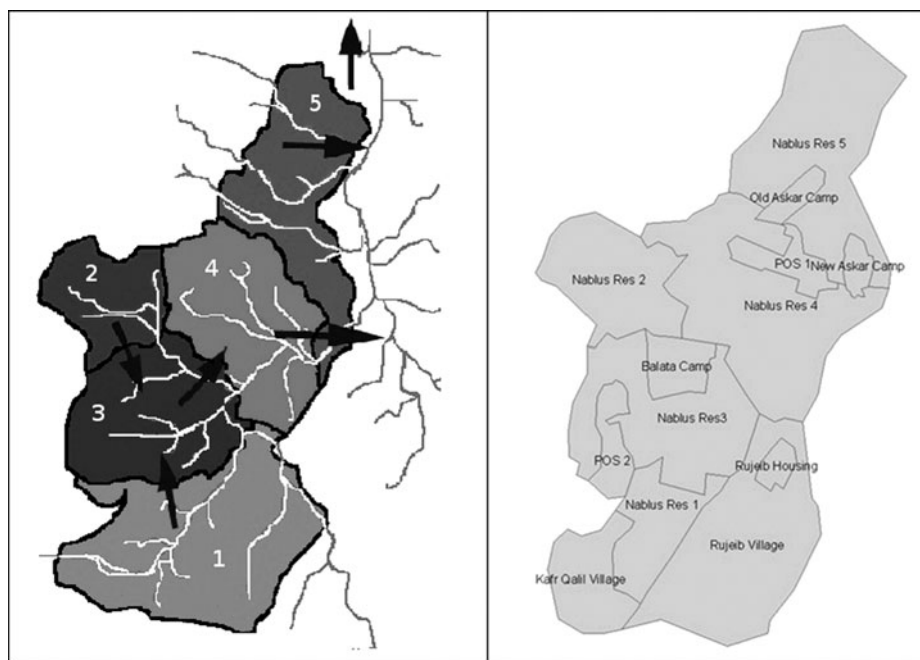 5
2
4
3
1
Nablus Res 5
Old Askar Camp
POS 1
New Askar Camp
Nablus Res 2
Nablus Res 4
Balata Camp
Nablus Res3
POS 2
Rujeib Housing
Nablus Res 1
Rujeib Village
Kafr Qalil Village